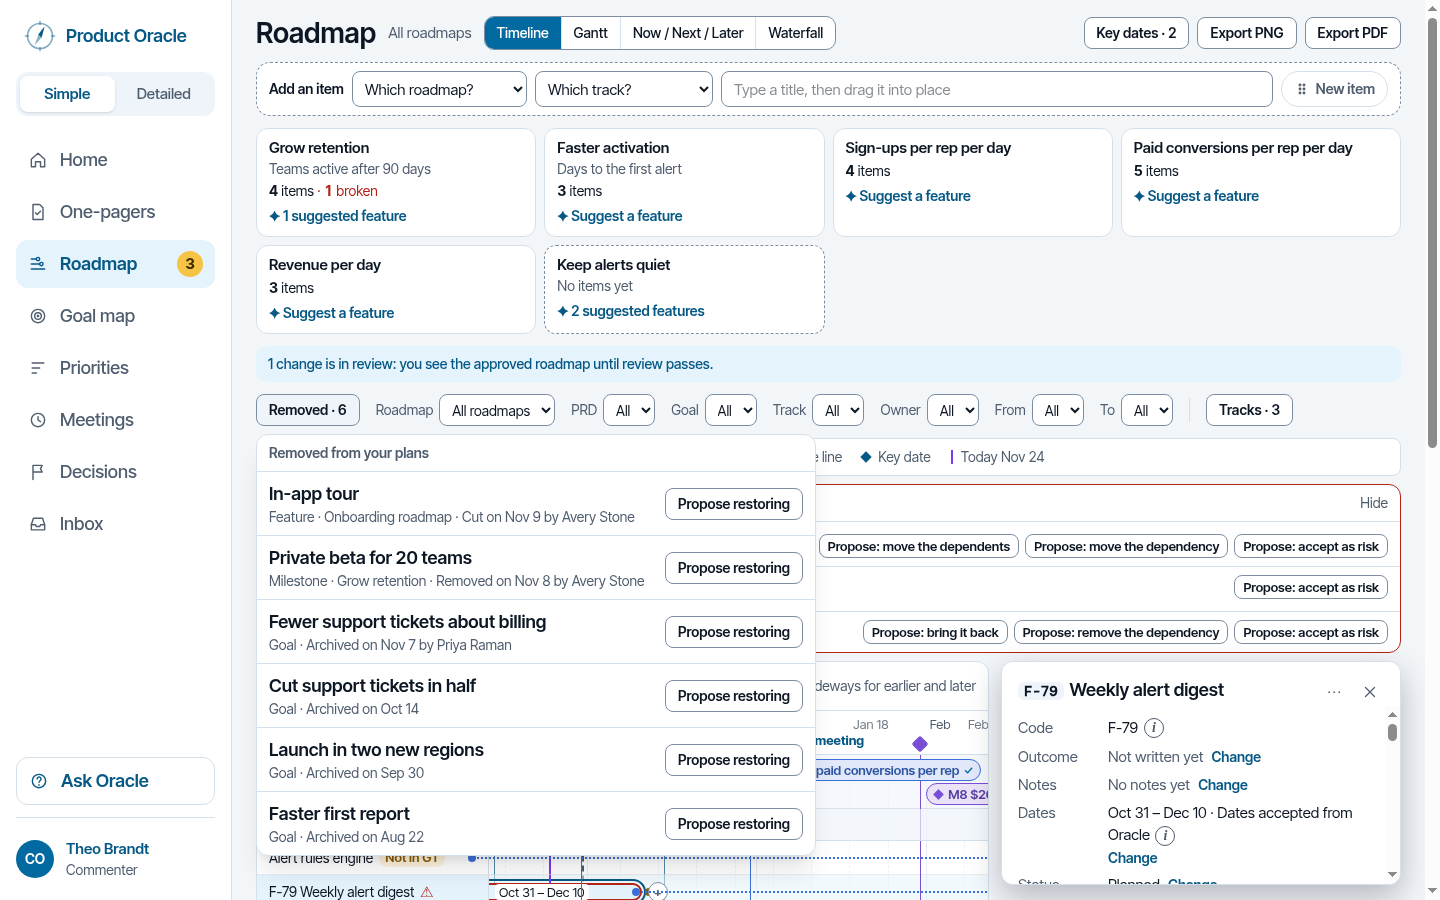 Product Oracle
Simple
Detailed
Home
One-pagers
Roadmap
3
Goal map
Priorities
Meetings
Decisions
Inbox
Ask Oracle
CO
Theo Brandt
Commenter
Roadmap
All roadmaps
Timeline
Gantt
Now / Next / Later
Waterfall
Key dates · 2
Export PNG
Export PDF
Add an item
Which roadmap?
Which track?
Type a title, then drag it into place
New item
Grow retention
Teams active after 90 days
4 items · 1 broken
1 suggested feature
Faster activation
Days to the first alert
3 items
Suggest a feature
Sign-ups per rep per day
4 items
Suggest a feature
Paid conversions per rep per day
5 items
Suggest a feature
Revenue per day
3 items
Suggest a feature
Keep alerts quiet
No items yet
2 suggested features
1 change is in review: you see the approved roadmap until review passes.
Removed · 6
Roadmap
All roadmaps
PRD
All
Goal
All
Track
All
Owner
All
From
All
To
All
Tracks · 3
Removed from your plans
In-app tour
Feature · Onboarding roadmap · Cut on Nov 9 by Avery Stone
Propose restoring
Private beta for 20 teams
Milestone · Grow retention · Removed on Nov 8 by Avery Stone
Propose restoring
Fewer support tickets about billing
Goal · Archived on Nov 7 by Priya Raman
Propose restoring
Cut support tickets in half
Goal · Archived on Oct 14
Propose restoring
Launch in two new regions
Goal · Archived on Sep 30
Propose restoring
Faster first report
Goal · Archived on Aug 22
Propose restoring
line
Key date
Today Nov 24
Hide
Propose: move the dependents
Propose: move the dependency
Propose: accept as risk
Propose: accept as risk
Propose: bring it back
Propose: remove the dependency
Propose: accept as risk
deways for earlier and later
Jan 18
Feb
Feb
meeting
paid conversions per rep ✓
M8 $20
Alert rules engine
Not in GT
F-79 Weekly alert digest
Oct 31 – Dec 10
F-79
Weekly alert digest
Code
F-79
Outcome
Not written yet
Change
Notes
No notes yet
Change
Dates
Oct 31 – Dec 10 · Dates accepted from
Oracle
Change
Status
Planned
Change